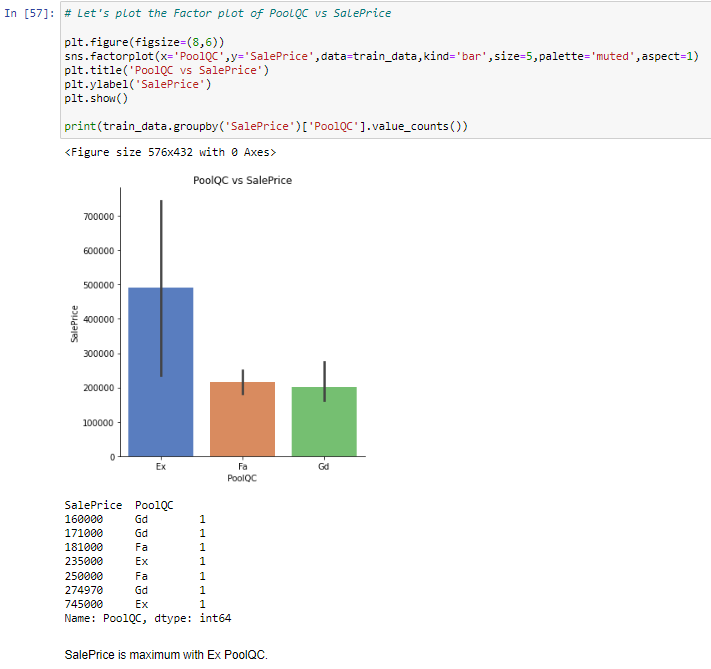 In [57]: # Let's plot the Factor plot of PoolQC vs SalePrice
plt.figure(figsize=(8,6))
sns.factorplot(x='PoolQC',y='SalePrice',data=train_data,kind='bar',size=5,palette='muted',aspect=1)
plt.title('PoolQC vs SalePrice')
plt.ylabel('SalePrice')
plt.show()
print(train_data.groupby('SalePrice')['PoolQC'].value_counts())
<Figure size 576x432 with 0 Axes>
PoolQC vs SalePrice
700000
600000
500000
400000
300000
200000
100000
0
SalePrice
Ex Fa Gd
PoolQC
SalePrice PoolQC
160000 Gd 1
171000 Gd 1
181000 Fa 1
235000 Ex 1
250000 Fa 1
274970 Gd 1
745000 Ex 1
Name: PoolQC, dtype: int64
SalePrice is maximum with Ex PoolQC.